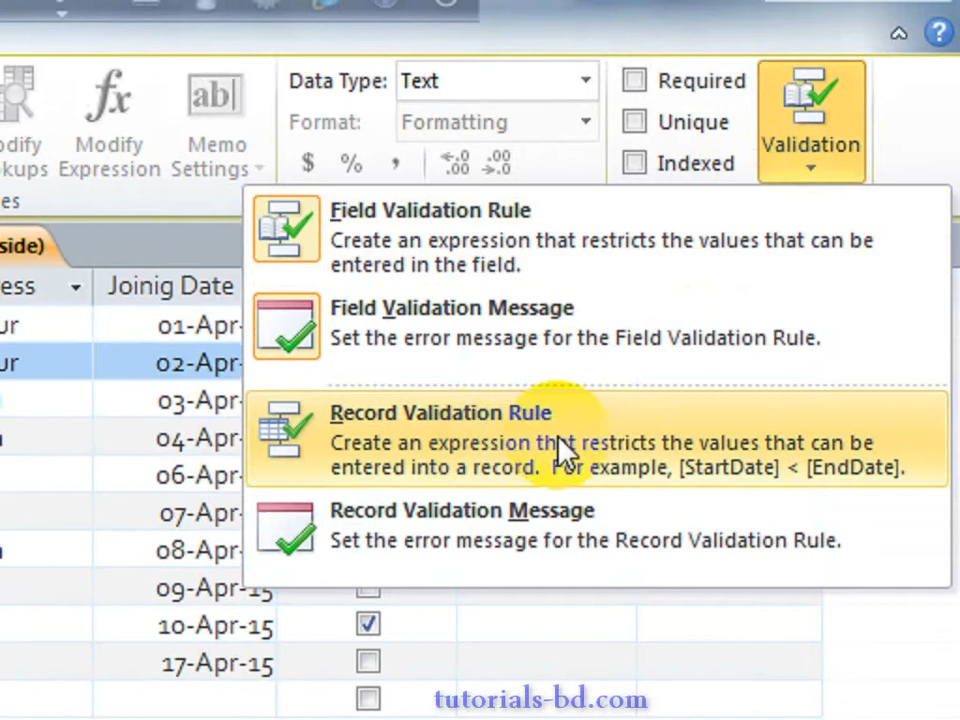 Data Type: Text
Required
Format: Formatting
Unique
$ % , .00 .00
Indexed
Modify
Expression
Memo
Settings
Validation
side)
Field Validation Rule
Create an expression that restricts the values that can be
entered in the field.
Field Validation Message
Set the error message for the Field Validation Rule.
Record Validation Rule
Create an expression that restricts the values that can be
entered into a record. For example, [StartDate] < [EndDate].
Record Validation Message
Set the error message for the Record Validation Rule.
ess Joinig Date
ur 01-Apr-
ur 02-Apr-
03-Apr-
04-Apr-
06-Apr-
07-Apr-
08-Apr-
09-Apr-15
10-Apr-15
17-Apr-15
tutorials-bd.com